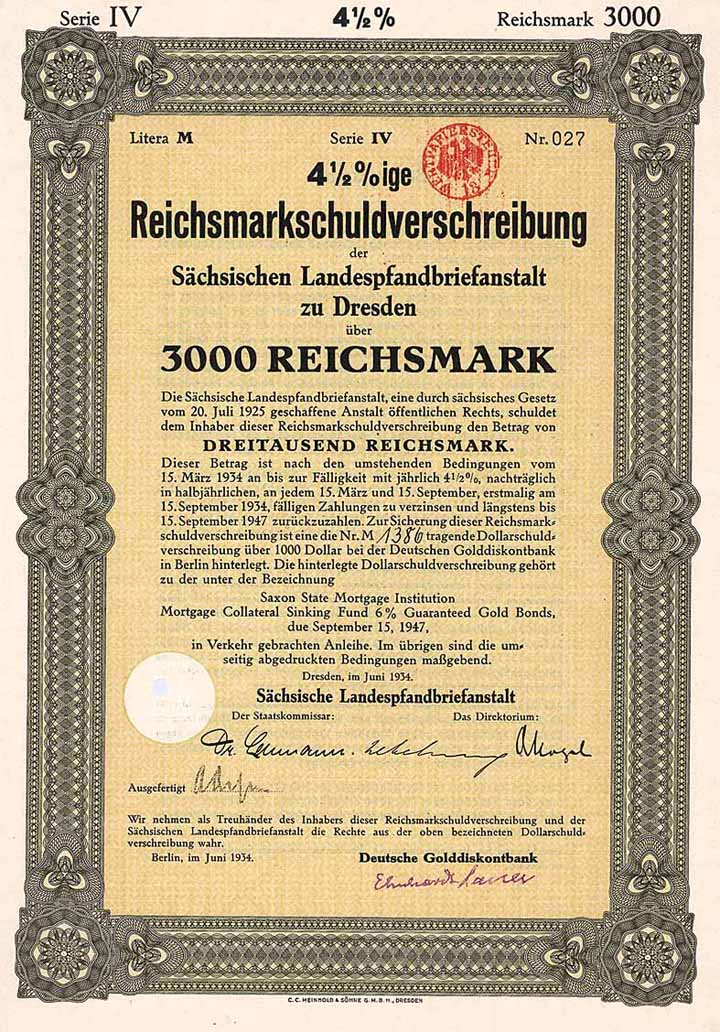 Serie IV 4½% Reichsmark 3000
Litera M Serie IV Nr. 027
4½%ige
Reichsmarkschuldverschreibung
der
Sächsischen Landespfandbriefanstalt
zu Dresden
über
3000 REICHSMARK
Die Sächsische Landespfandbriefanstalt, eine durch sächsisches Gesetz
vom 20. Juli 1925 geschaffene Anstalt öffentlichen Rechts, schuldet
dem Inhaber dieser Reichsmarkschuldverschreibung den Betrag von
DREITAUSEND REICHSMARK.
Dieser Betrag ist nach den umstehenden Bedingungen vom
15. März 1934 an bis zur Fälligkeit mit jährlich 4½%, nachträglich
in halbjährlichen, an jedem 15. März und 15. September, erstmalig am
15. September 1934, fälligen Zahlungen zu verzinsen und längstens bis
15. September 1947 zurückzuzahlen. Zur Sicherung dieser Reichsmark-
schuldverschreibung ist eine die Nr. M 1386 tragende Dollarschuld-
verschreibung über 1000 Dollar bei der Deutschen Golddiskontbank
in Berlin hinterlegt. Die hinterlegte Dollarschuldverschreibung gehört
zu der unter der Bezeichnung
Saxon State Mortgage Institution
Mortgage Collateral Sinking Fund 6% Guaranteed Gold Bonds,
due September 15, 1947,
in Verkehr gebrachten Anleihe. Im übrigen sind die um-
seitig abgedruckten Bedingungen maßgebend.
Dresden, im Juni 1934.
Sächsische Landespfandbriefanstalt
Der Staatskommissar: Das Direktorium:
Ausgefertigt
Wir nehmen als Treuhänder des Inhabers dieser Reichsmarkschuldverschreibung und der
Sächsischen Landespfandbriefanstalt die Rechte aus der oben bezeichneten Dollarschuld-
verschreibung wahr.
Berlin, im Juni 1934. Deutsche Golddiskontbank
C. C. MEINHOLD & SÖHNE G. M. B. H., DRESDEN